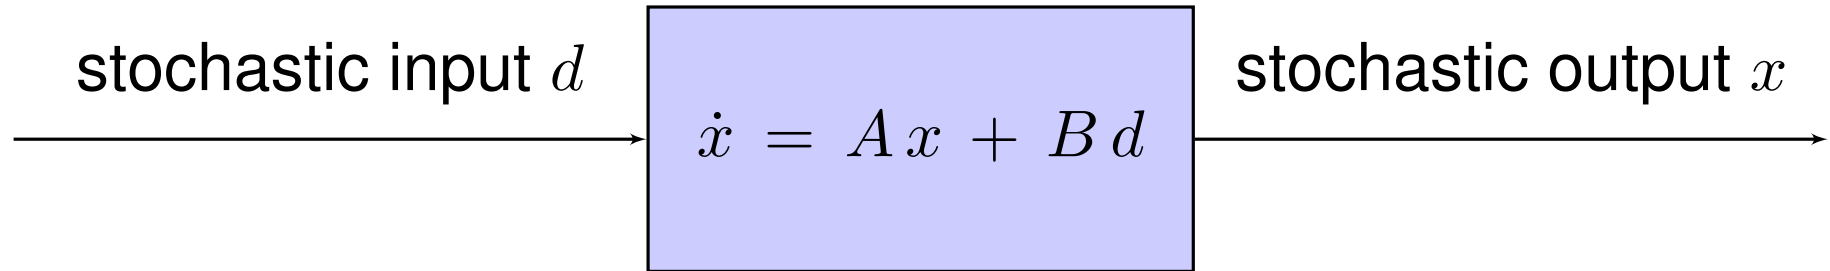 stochastic input d
ẋ = A x + B d
stochastic output x